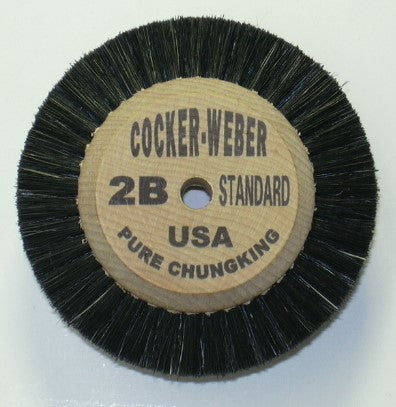 COCKER-WEBER
2B STANDARD
USA
PURE CHUNGKING